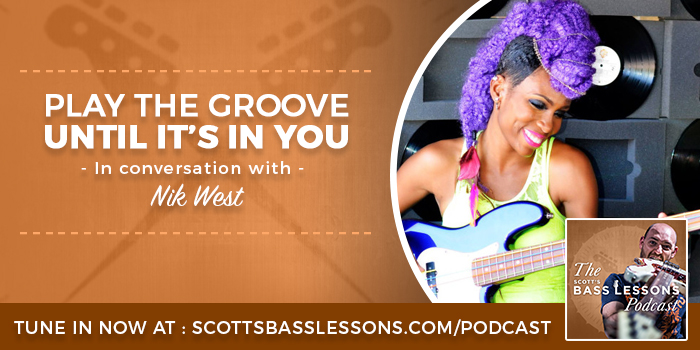 PLAY THE GROOVE
UNTIL IT'S IN YOU
- In conversation with -
Nik West
The
SCOTT'S
BASS LESSONS
Podcast
TUNE IN NOW AT : SCOTTSBASSLESSONS.COM/PODCAST